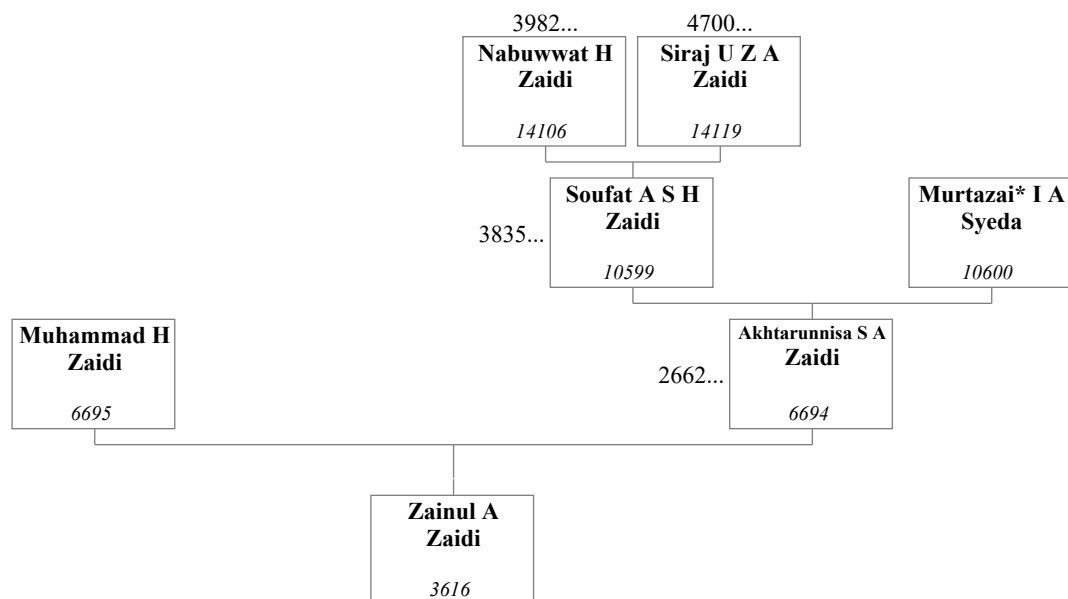 3982...
4700...
Nabuwwat H
Zaidi
14106
Siraj U Z A
Zaidi
14119
3835...
Soufat A S H
Zaidi
10599
Murtazai* I A
Syeda
10600
Muhammad H
Zaidi
6695
2662...
Akhtarunnisa S A
Zaidi
6694
Zainul A
Zaidi
3616